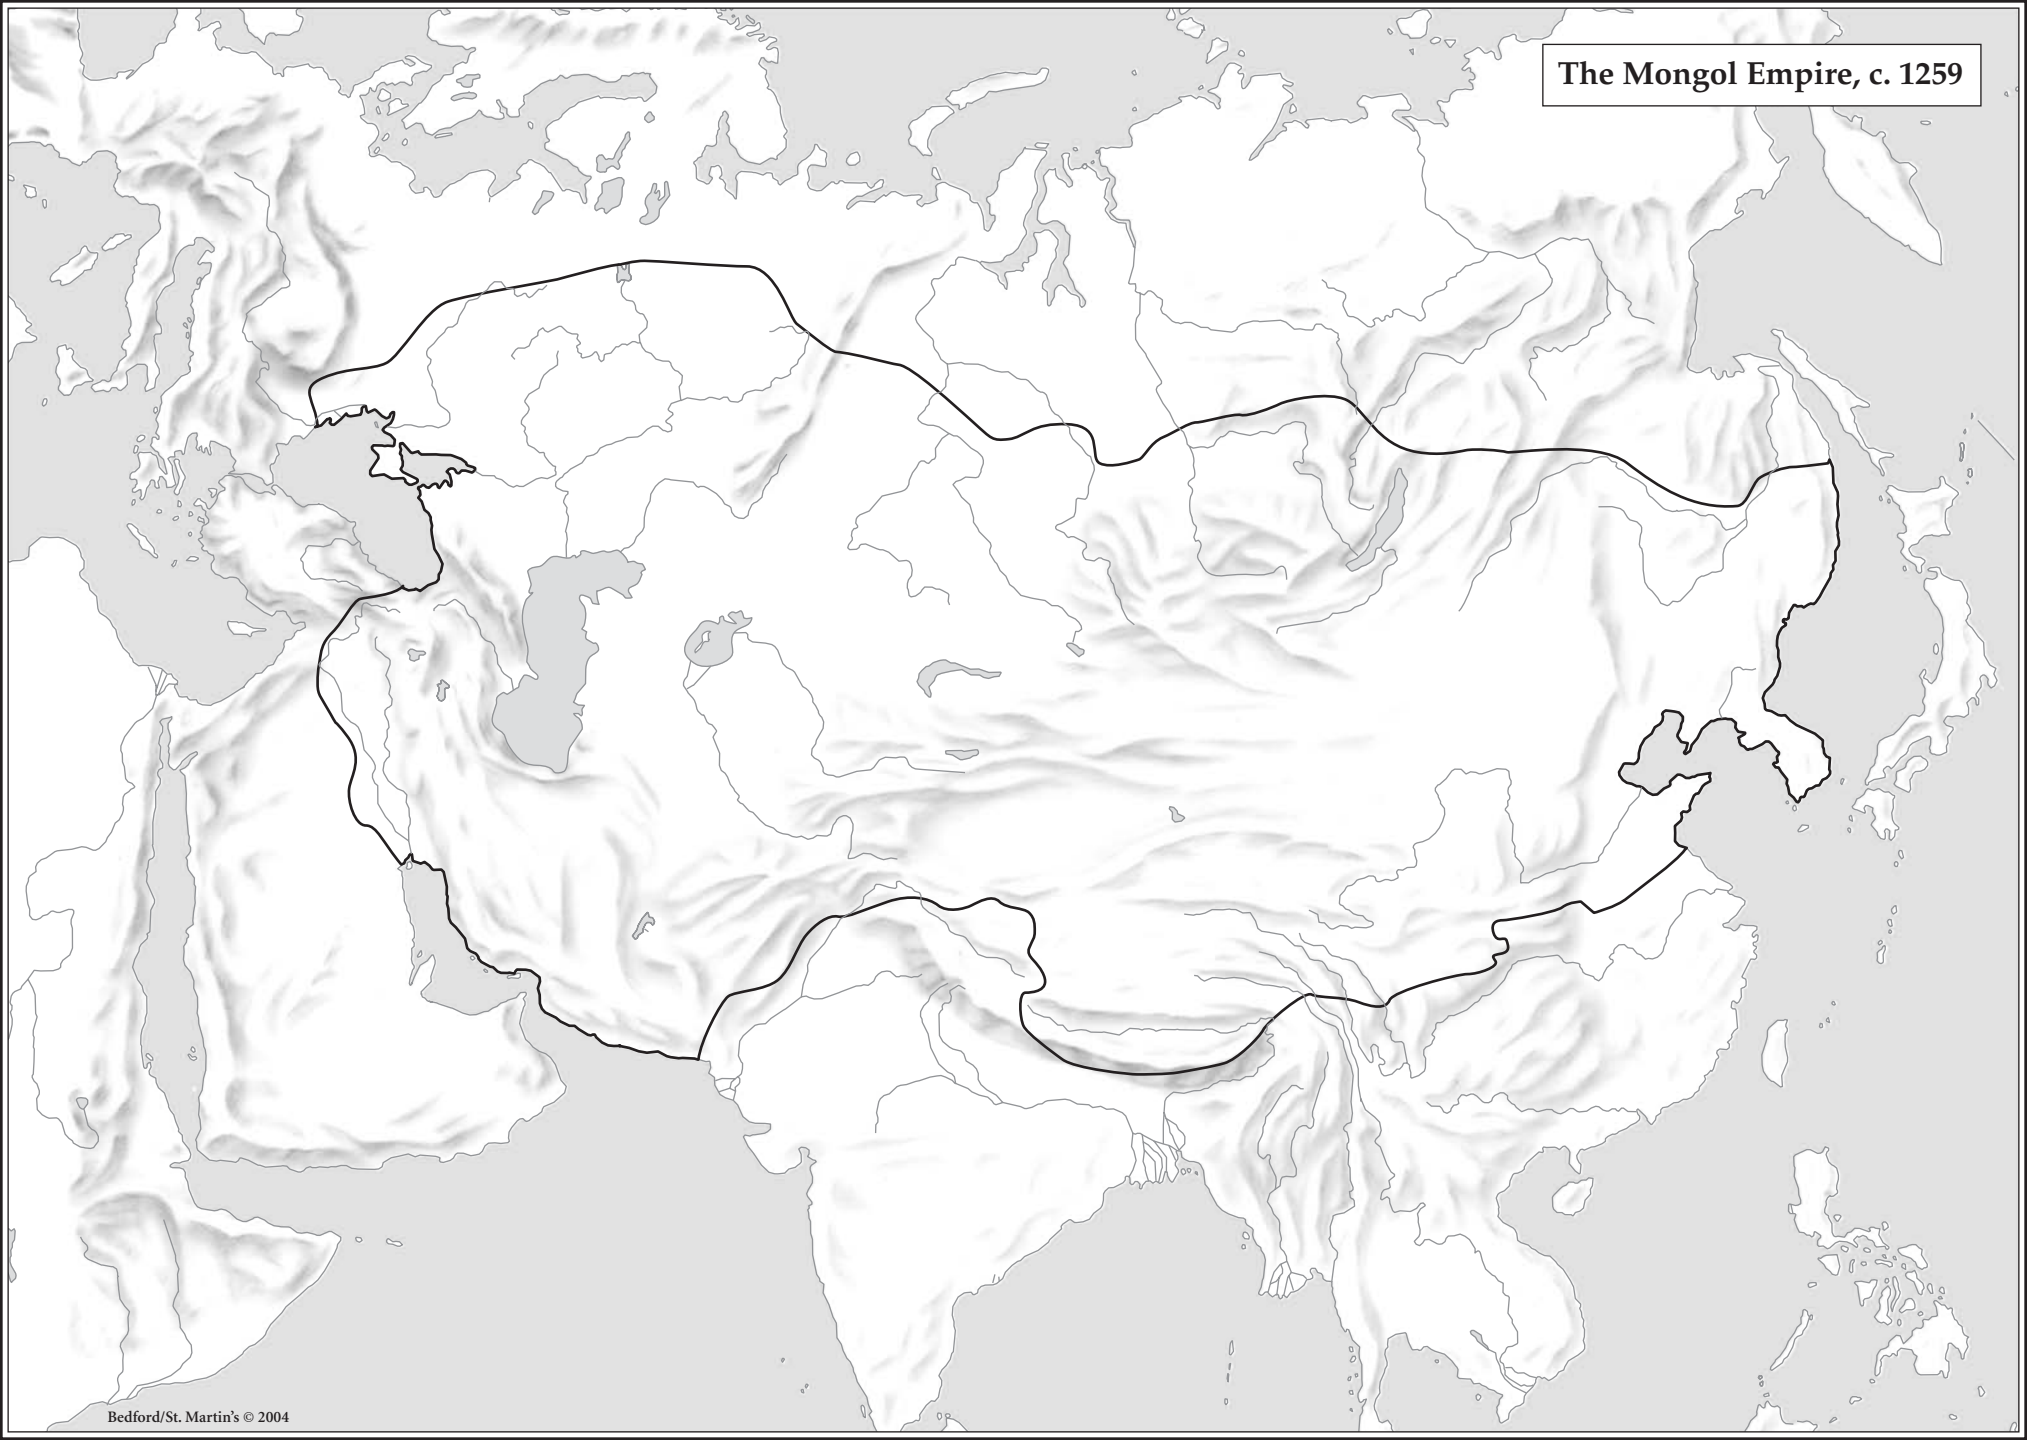 The Mongol Empire, c. 1259
Bedford/St. Martin's © 2004